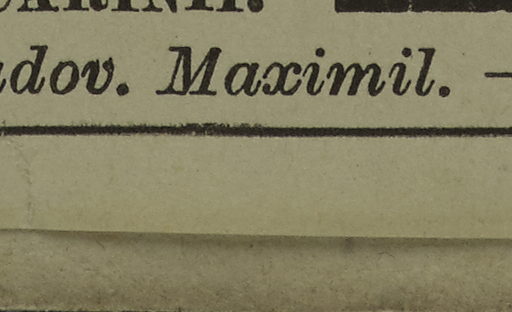 adov. Maximil. –